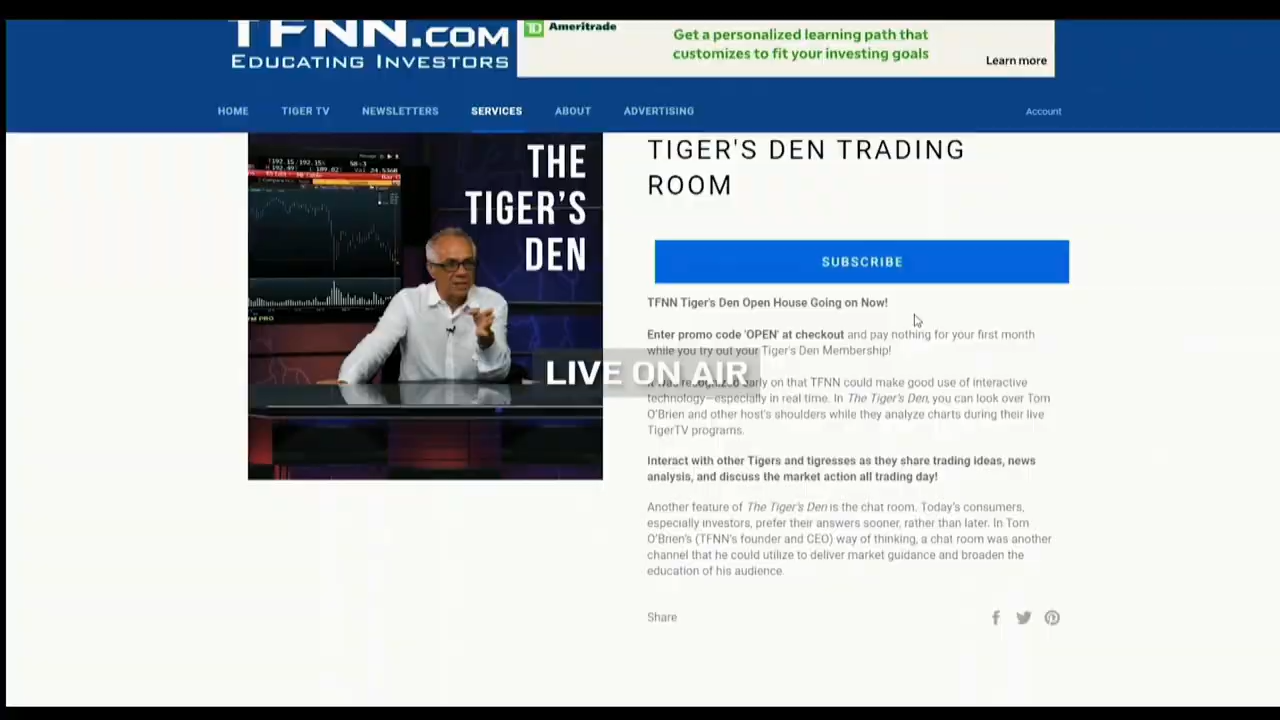 TFNN.COM
EDUCATING INVESTORS
TD Ameritrade
Get a personalized learning path that
customizes to fit your investing goals
Learn more
HOME
TIGER TV
NEWSLETTERS
SERVICES
ABOUT
ADVERTISING
Account
THE
TIGER'S
DEN
TIGER'S DEN TRADING
ROOM
SUBSCRIBE
TFNN Tiger's Den Open House Going on Now!
Enter promo code 'OPEN' at checkout and pay nothing for your first month
while you try out your Tiger's Den Membership!
LIVE ON AIR
It was recognized early on that TFNN could make good use of interactive
technology—especially in real time. In The Tiger's Den, you can look over Tom
O'Brien and other host's shoulders while they analyze charts during their live
TigerTV programs.
Interact with other Tigers and tigresses as they share trading ideas, news
analysis, and discuss the market action all trading day!
Another feature of The Tiger's Den is the chat room. Today's consumers,
especially investors, prefer their answers sooner, rather than later. In Tom
O'Brien's (TFNN's founder and CEO) way of thinking, a chat room was another
channel that he could utilize to deliver market guidance and broaden the
education of his audience.
Share